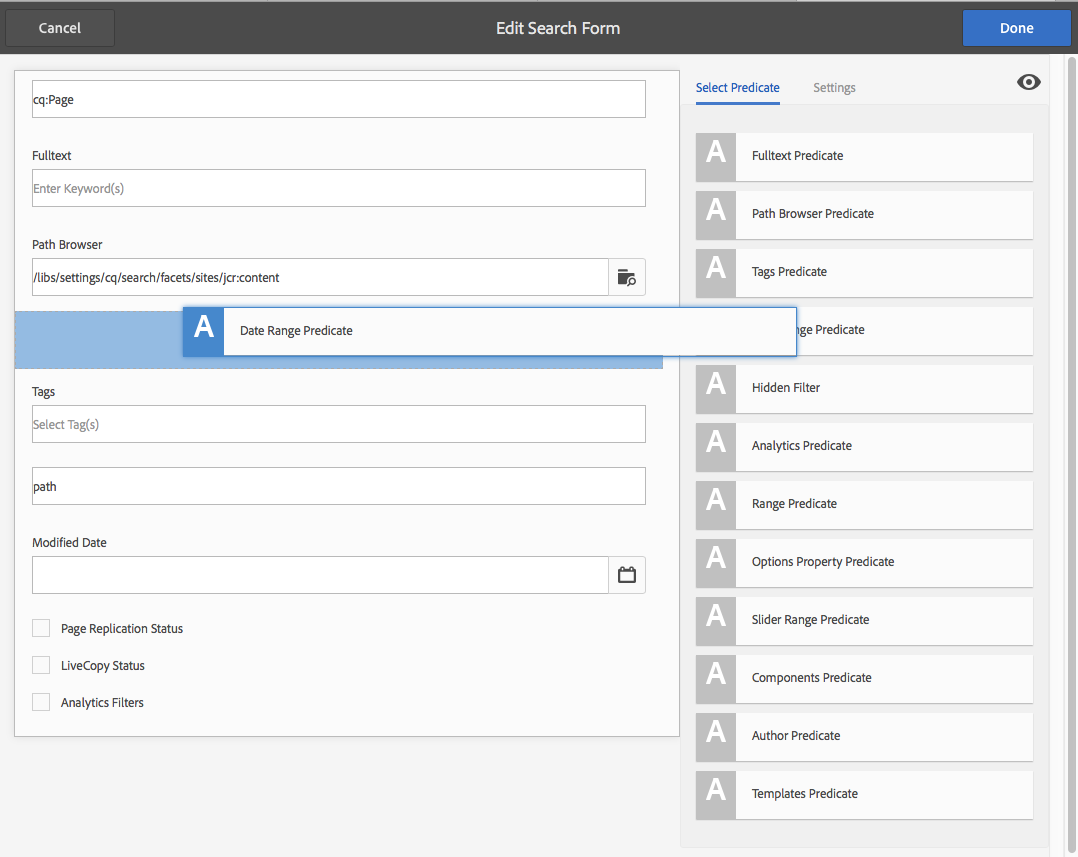 Cancel
Edit Search Form
Done
cq:Page
Fulltext
Enter Keyword(s)
Path Browser
/libs/settings/cq/search/facets/sites/jcr:content
A Date Range Predicate
Tags
Select Tag(s)
path
Modified Date
Page Replication Status
LiveCopy Status
Analytics Filters
Select Predicate
Settings
A Fulltext Predicate
A Path Browser Predicate
A Tags Predicate
Predicate
A Hidden Filter
A Analytics Predicate
A Range Predicate
A Options Property Predicate
A Slider Range Predicate
A Components Predicate
A Author Predicate
A Templates Predicate